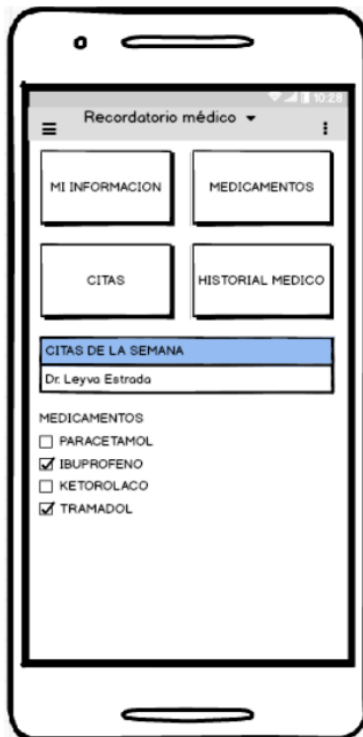 10:28
Recordatorio médico
MI INFORMACION
MEDICAMENTOS
CITAS
HISTORIAL MEDICO
CITAS DE LA SEMANA
Dr. Leyva Estrada
MEDICAMENTOS
PARACETAMOL
IBUPROFENO
KETOROLACO
TRAMADOL